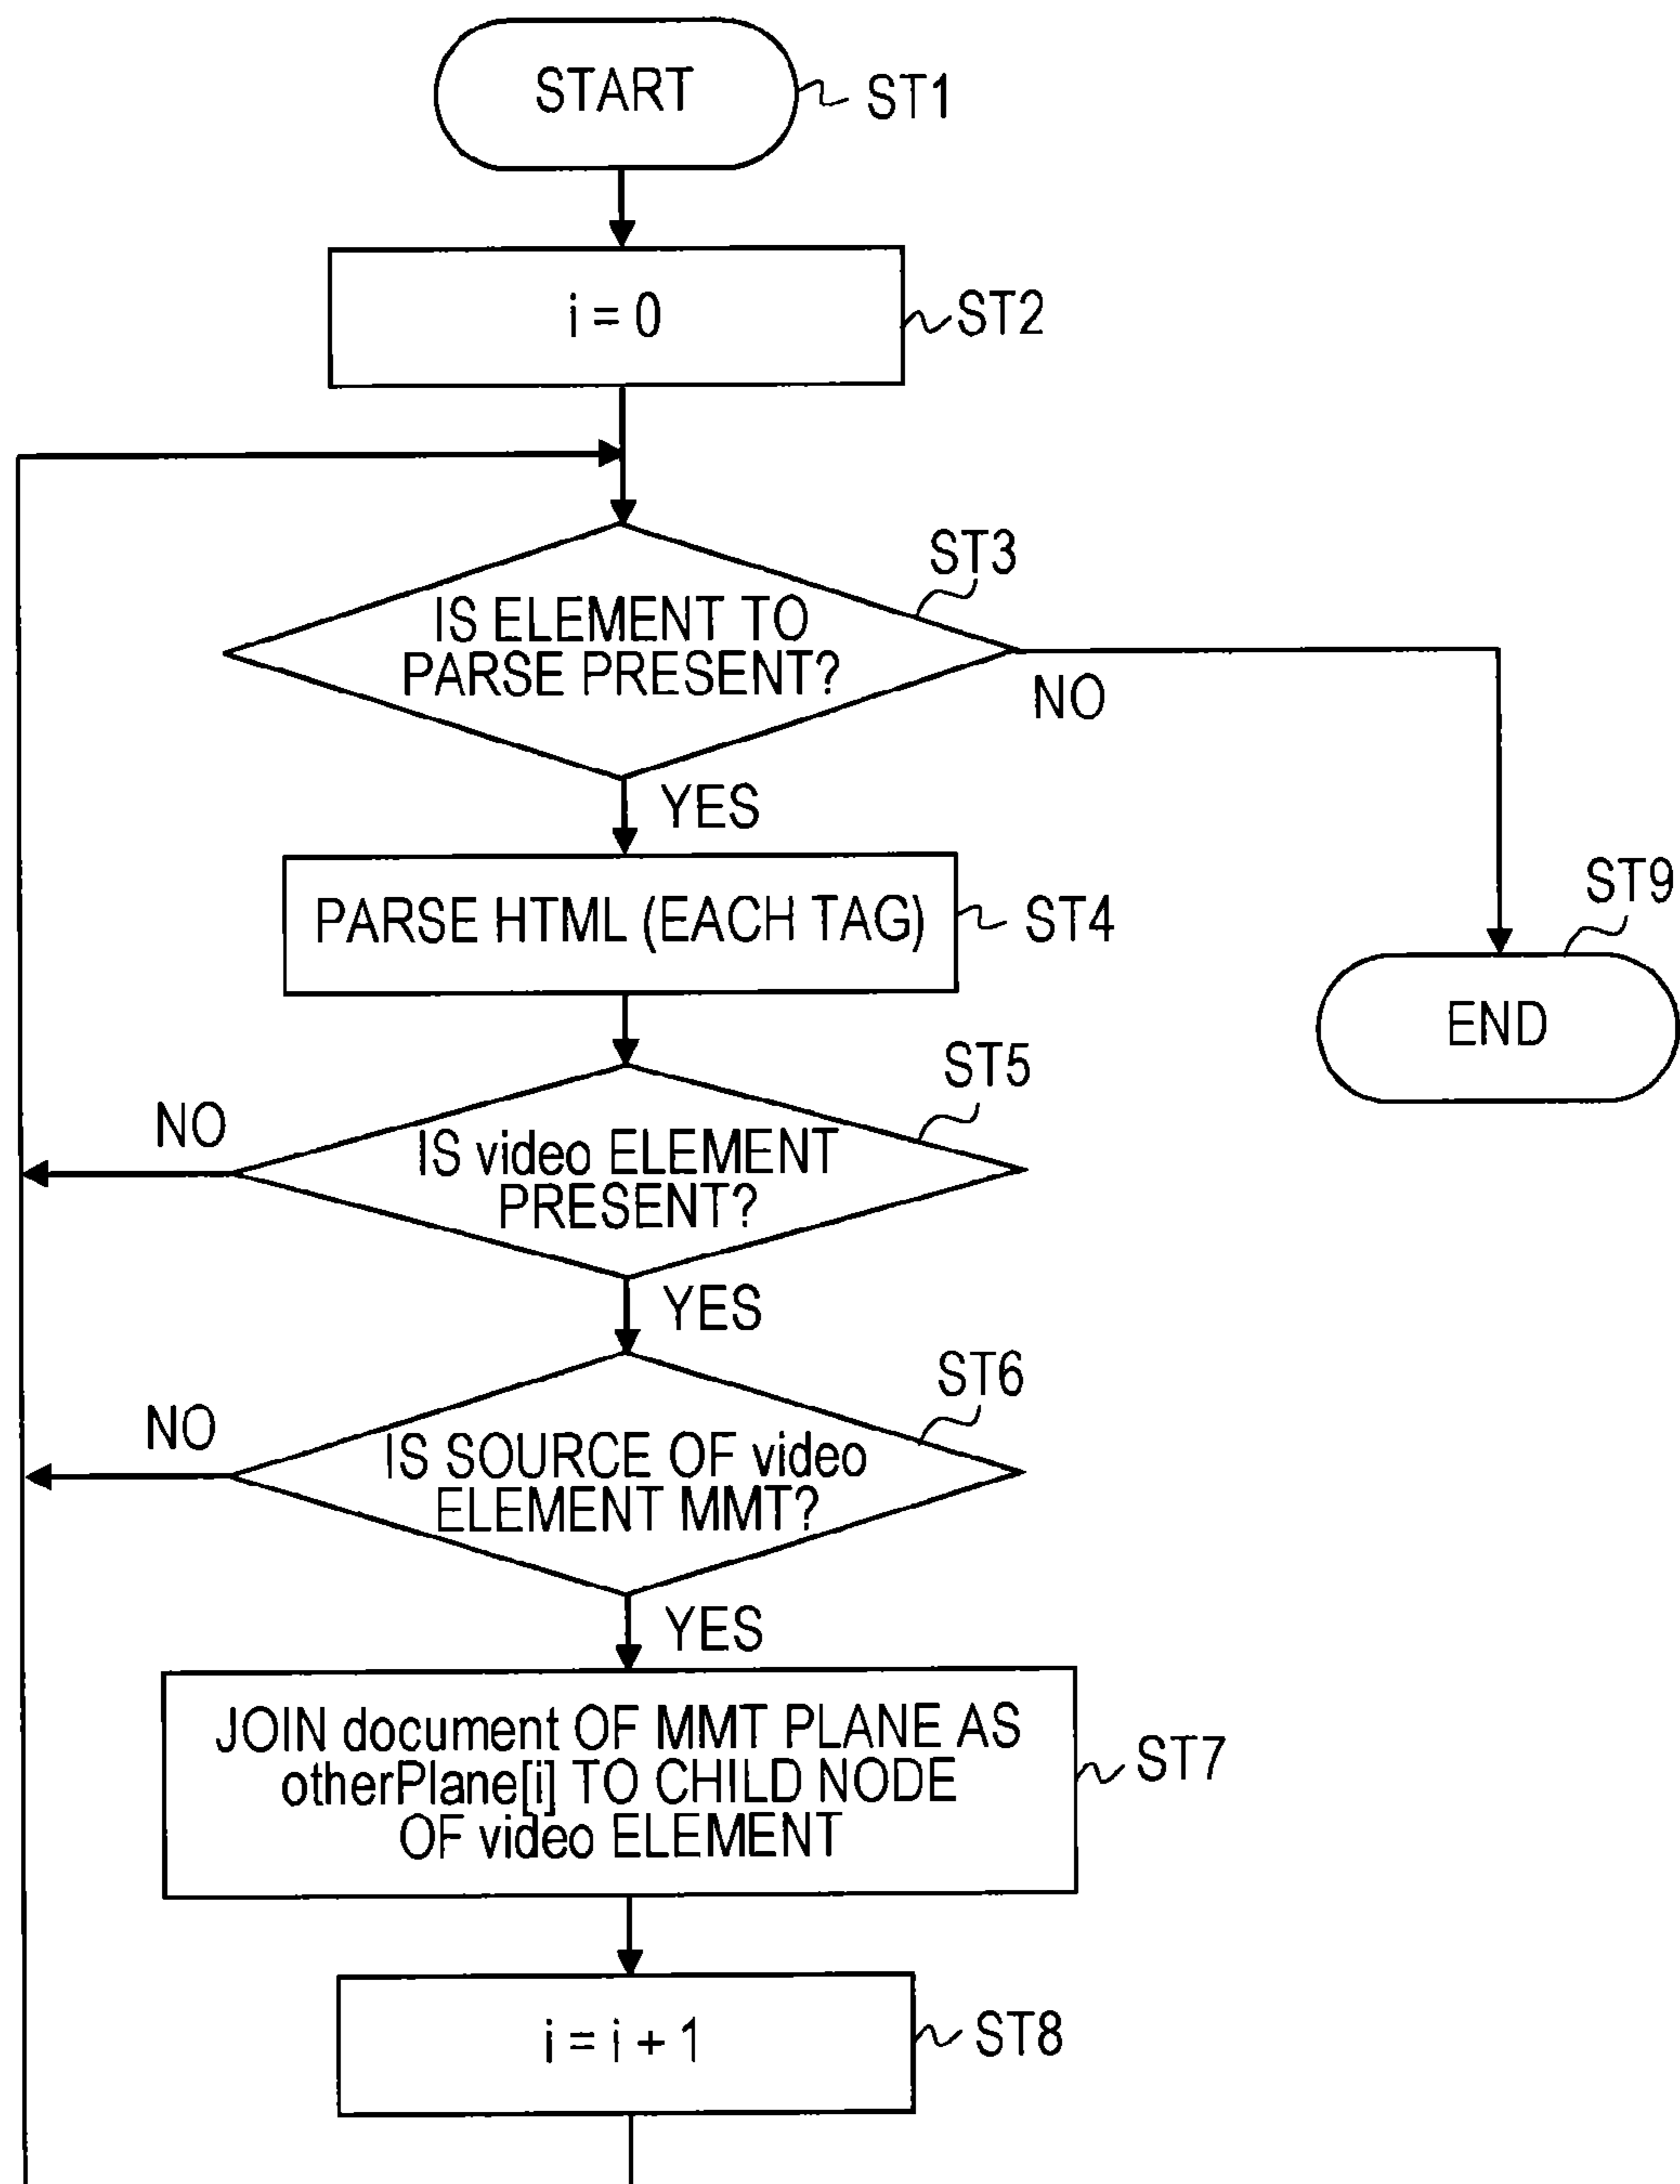 START
ST1
i = 0
ST2
ST3
IS ELEMENT TO
PARSE PRESENT?
NO
YES
PARSE HTML (EACH TAG)
ST4
ST9
END
ST5
NO
IS video ELEMENT
PRESENT?
YES
ST6
NO
IS SOURCE OF video
ELEMENT MMT?
YES
JOIN document OF MMT PLANE AS
otherPlane[i] TO CHILD NODE
OF video ELEMENT
ST7
i = i + 1
ST8